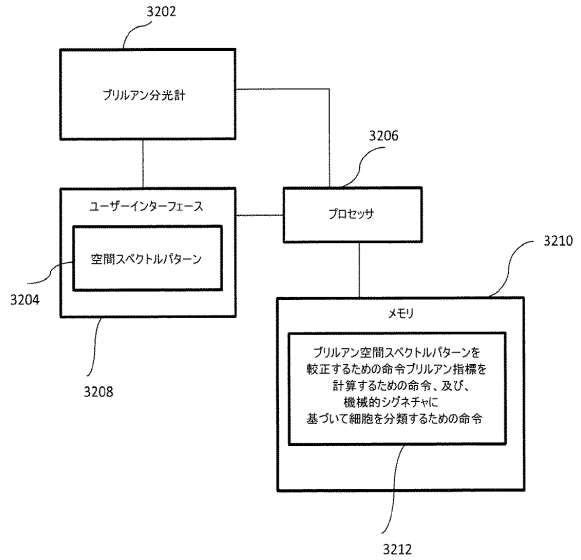 3202
ブリルアン分光計
3206
ユーザーインターフェース
プロセッサ
空間スペクトルパターン
3204
3210
メモリ
3208
ブリルアン空間スペクトルパターンを
較正するための命令ブリルアン指標を
計算するための命令、及び、
機械的シグネチャに
基づいて細胞を分類するための命令
3212